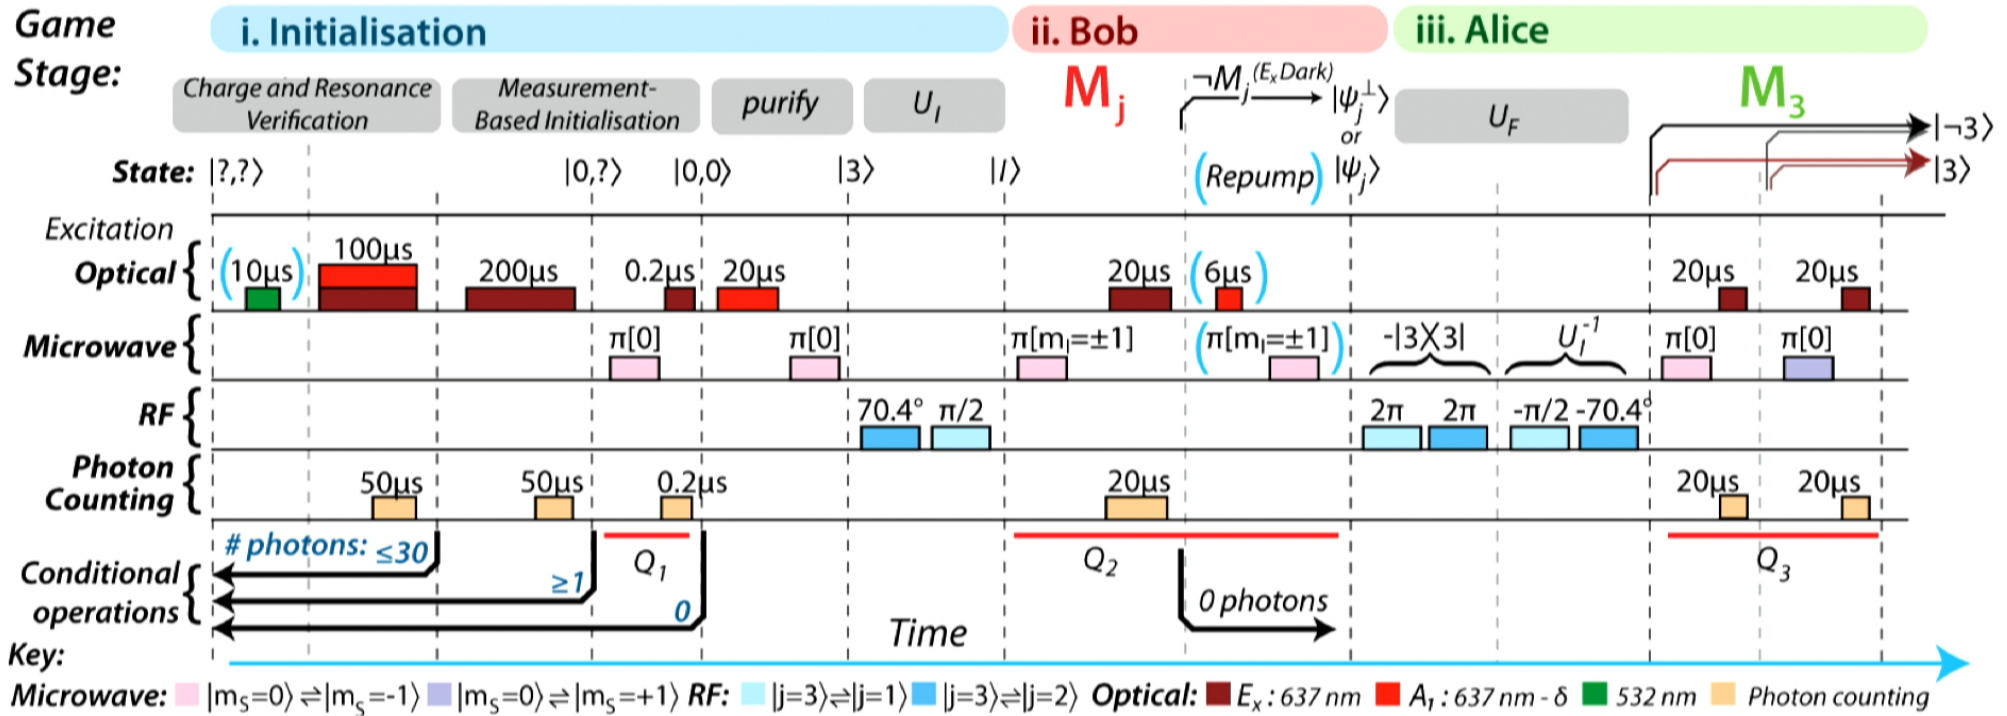 Game Stage:
i. Initialisation
ii. Bob
iii. Alice
Charge and Resonance Verification
Measurement-Based Initialisation
purify
U_I
M_j
¬M_j (E_x Dark)
|ψ_j^⊥⟩
or
|ψ_j⟩
(Repump)
U_F
M_3
|¬3⟩
|3⟩
State:
|?,?⟩
|0,?⟩
|0,0⟩
|3⟩
|I⟩
Excitation
Optical
(10µs)
100µs
200µs
0.2µs
20µs
20µs
(6µs)
20µs
20µs
Microwave
π[0]
π[0]
π[m_I=±1]
(π[m_I=±1])
-|3X3|
U_I^-1
π[0]
π[0]
RF
70.4°
π/2
2π
2π
-π/2
-70.4°
Photon Counting
50µs
50µs
0.2µs
20µs
20µs
20µs
Conditional operations
# photons: ≤30
≥1
0
Q_1
Q_2
0 photons
Q_3
Time
Key:
Microwave: |m_S=0⟩⇌|m_S=-1⟩ |m_S=0⟩⇌|m_S=+1⟩ RF: |j=3⟩⇌|j=1⟩ |j=3⟩⇌|j=2⟩ Optical: E_x : 637 nm A_1 : 637 nm - δ 532 nm Photon counting